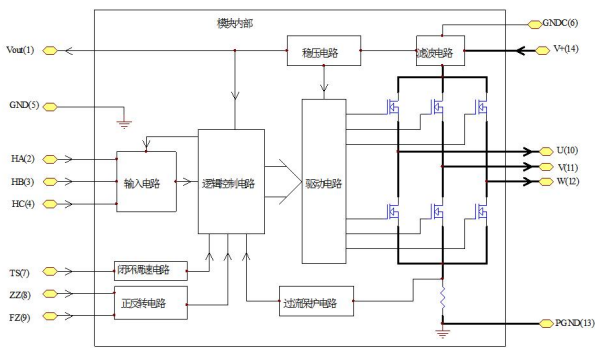 模块内部
GNDC(6)
Vout(1)
稳压电路
滤波电路
V+(14)
GND(5)
HA(2)
HB(3)
HC(4)
输入电路
逻辑控制电路
驱动电路
U(10)
V(11)
W(12)
TS(7)
闭环调速电路
ZZ(8)
正反转电路
过流保护电路
FZ(9)
PGND(13)